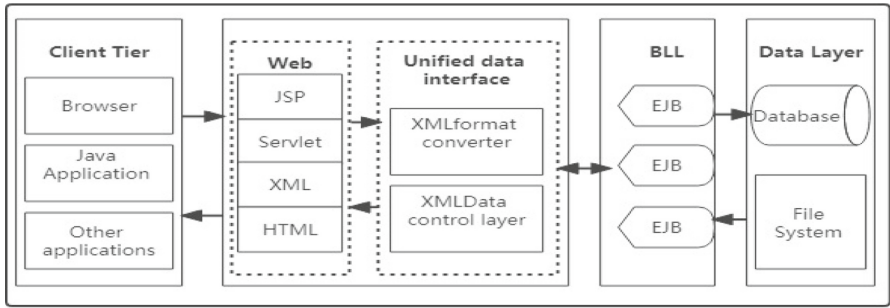 Client Tier
Browser
Java
Application
Other
applications
Web
JSP
Servlet
XML
HTML
Unified data
interface
XMLformat
converter
XMLData
control layer
BLL
EJB
EJB
EJB
Data Layer
Database
File
System